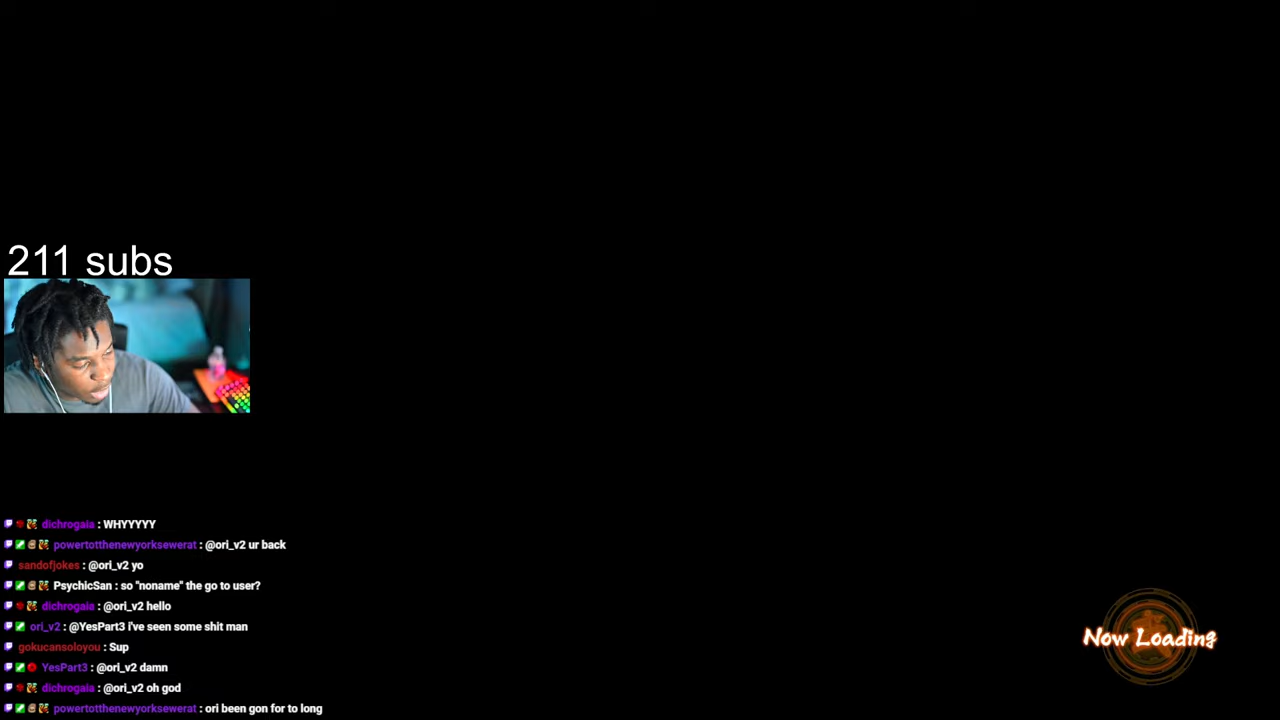 211 subs
dichrogaia : WHYYYYY
powertotthenewyorksewerat : @ori_v2 ur back
sandofjokes : @ori_v2 yo
PsychicSan : so "noname" the go to user?
dichrogaia : @ori_v2 hello
ori_v2 : @YesPart3 i've seen some shit man
gokucansoloyou : Sup
YesPart3 : @ori_v2 damn
dichrogaia : @ori_v2 oh god
powertotthenewyorksewerat : ori been gon for to long
Now Loading